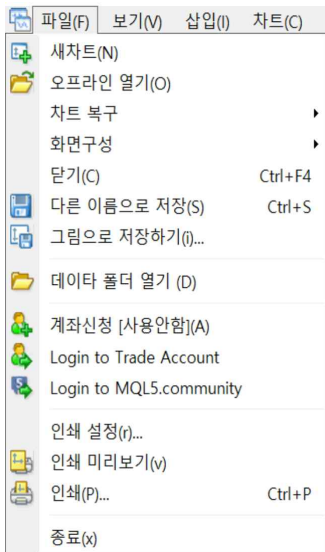 파일(F) 보기(V) 삽입(I) 차트(C)
새차트(N)
오프라인 열기(O)
차트 복구
화면구성
닫기(C) Ctrl+F4
다른 이름으로 저장(S) Ctrl+S
그림으로 저장하기(i)...
데이타 폴더 열기 (D)
계좌신청 [사용안함](A)
Login to Trade Account
Login to MQL5.community
인쇄 설정(r)...
인쇄 미리보기(v)
인쇄(P)... Ctrl+P
종료(x)